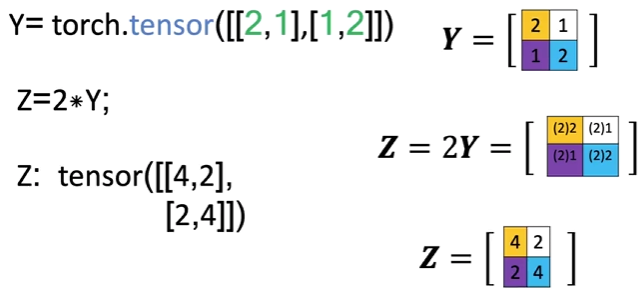 Y= torch.tensor([[2,1],[1,2]])
Y = [ 2 1
1 2 ]
Z=2*Y;
Z = 2Y = [ (2)2 (2)1
(2)1 (2)2 ]
Z: tensor([[4,2],
[2,4]])
Z = [ 4 2
2 4 ]